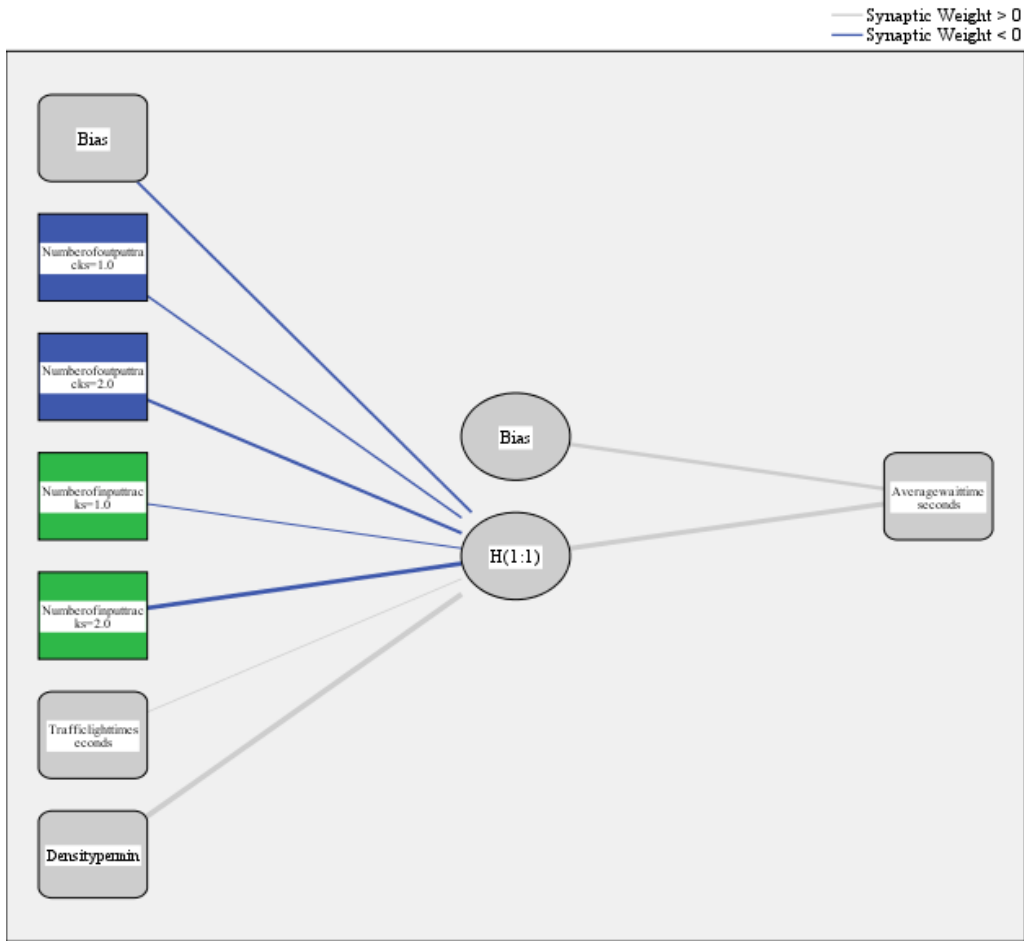 Synaptic Weight > 0
Synaptic Weight < 0
Bias
Numberofoutputtra
cks=1.0
Numberofoutputtra
cks=2.0
Numberofinputtrac
ks=1.0
Numberofinputtrac
ks=2.0
Trafficlighttimes
econds
Densitypermin
Bias
H(1:1)
Averagewaittime
seconds